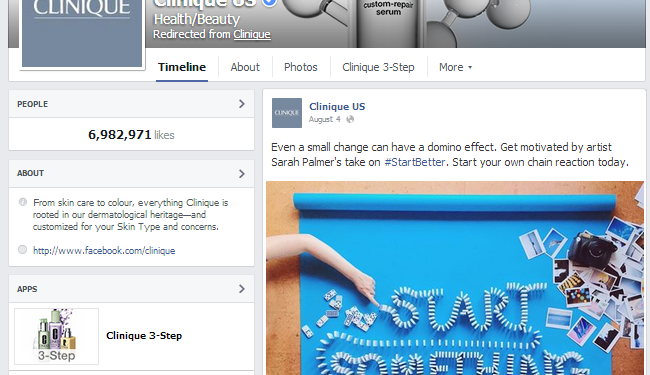 CLINIQUE
Clinique US
Health/Beauty
Redirected from Clinique
custom-repair
serum
Timeline
About
Photos
Clinique 3-Step
More
PEOPLE
6,982,971 likes
ABOUT
From skin care to colour, everything Clinique is
rooted in our dermatological heritage—and
customized for your Skin Type and concerns.
http://www.facebook.com/clinique
APPS
3-Step
Clinique 3-Step
CLINIQUE
Clinique US
August 4
Even a small change can have a domino effect. Get motivated by artist
Sarah Palmer's take on #StartBetter. Start your own chain reaction today.
START
SOMETHING